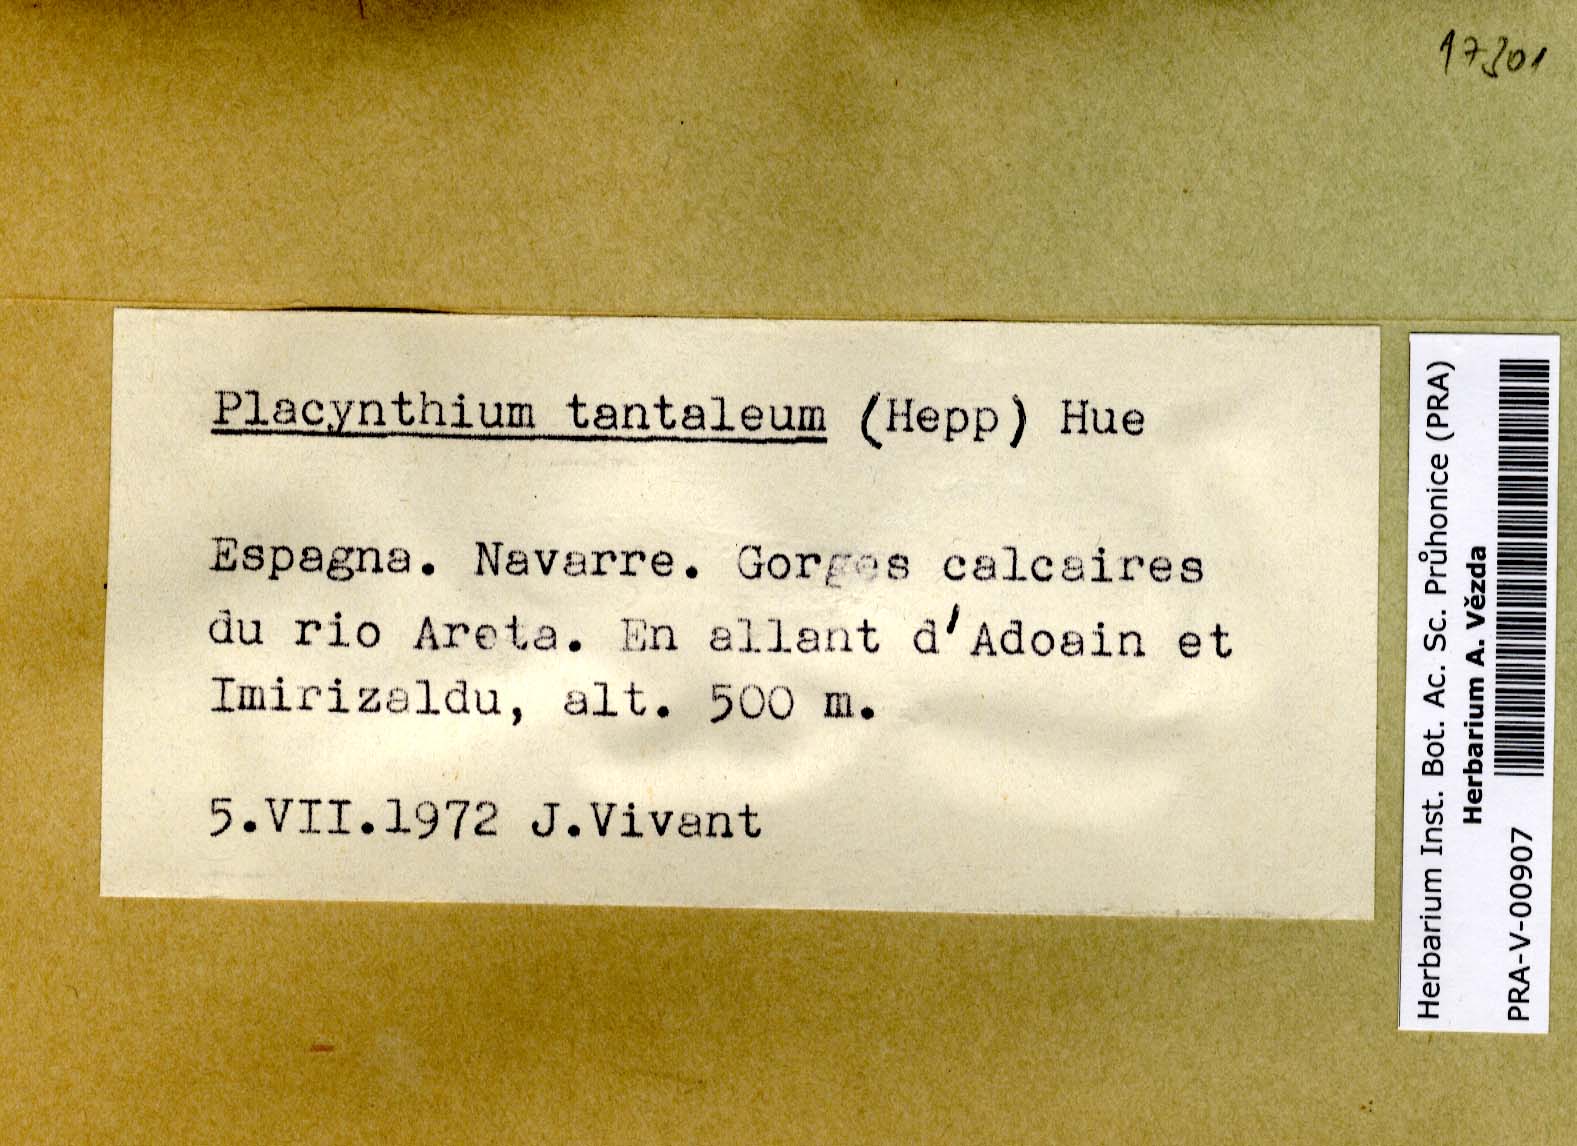 17301
Placynthium tantaleum (Hepp) Hue
Espagna. Navarre. Gorges calcaires
du rio Areta. En allant d'Adoain et
Imirizaldu, alt. 500 m.
5.VII.1972 J.Vivant
Herbarium Inst. Bot. Ac. Sc. Průhonice (PRA)
Herbarium A. Vězda
PRA-V-00907